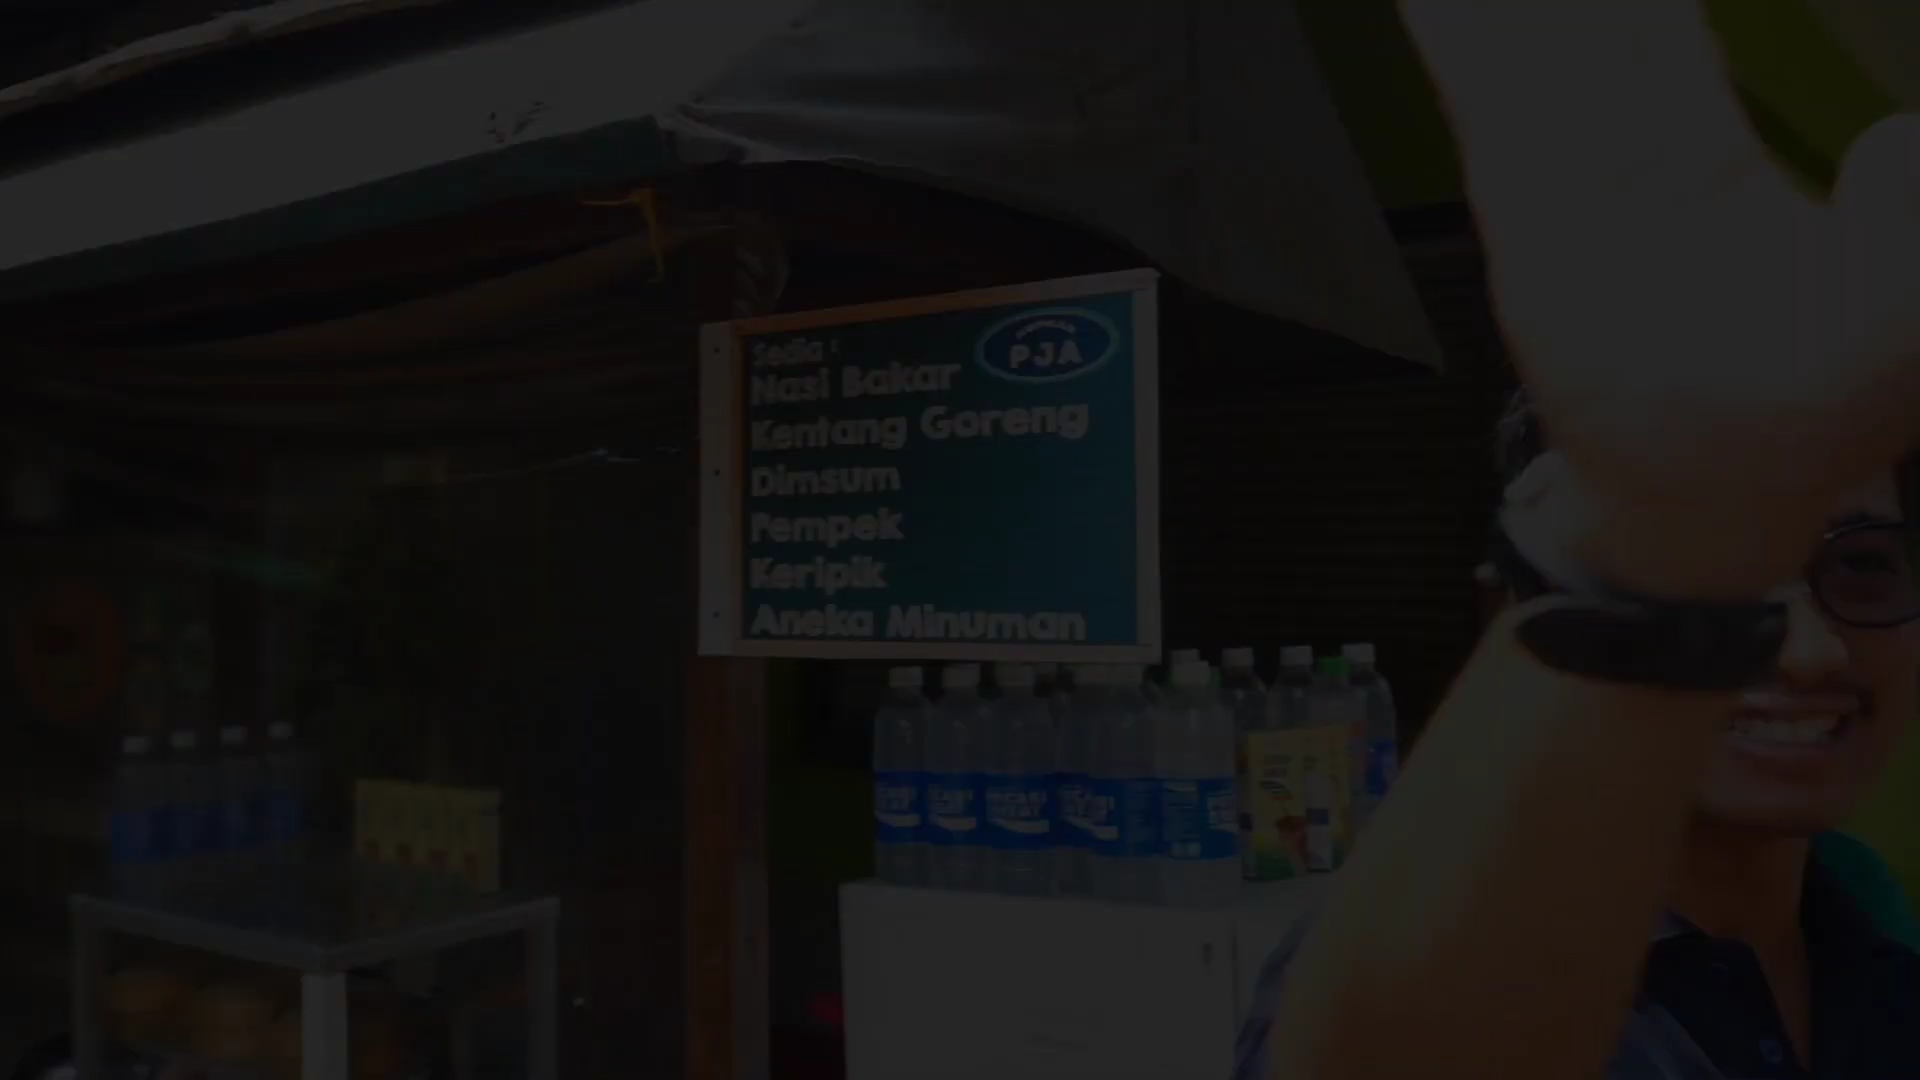 Sedia :
PJA
Nasi Bakar
Kentang Goreng
Dimsum
Pempek
Keripik
Aneka Minuman